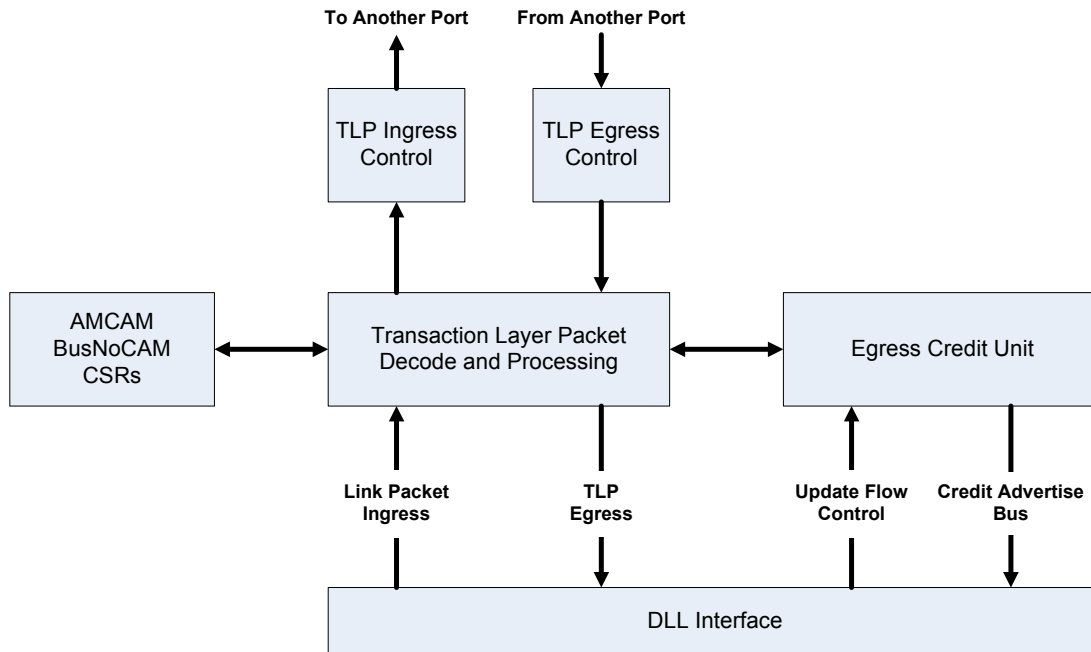 To Another Port
From Another Port
TLP Ingress
Control
TLP Egress
Control
AMCAM
BusNoCAM
CSRs
Transaction Layer Packet
Decode and Processing
Egress Credit Unit
Link Packet
Ingress
TLP
Egress
Update Flow
Control
Credit Advertise
Bus
DLL Interface